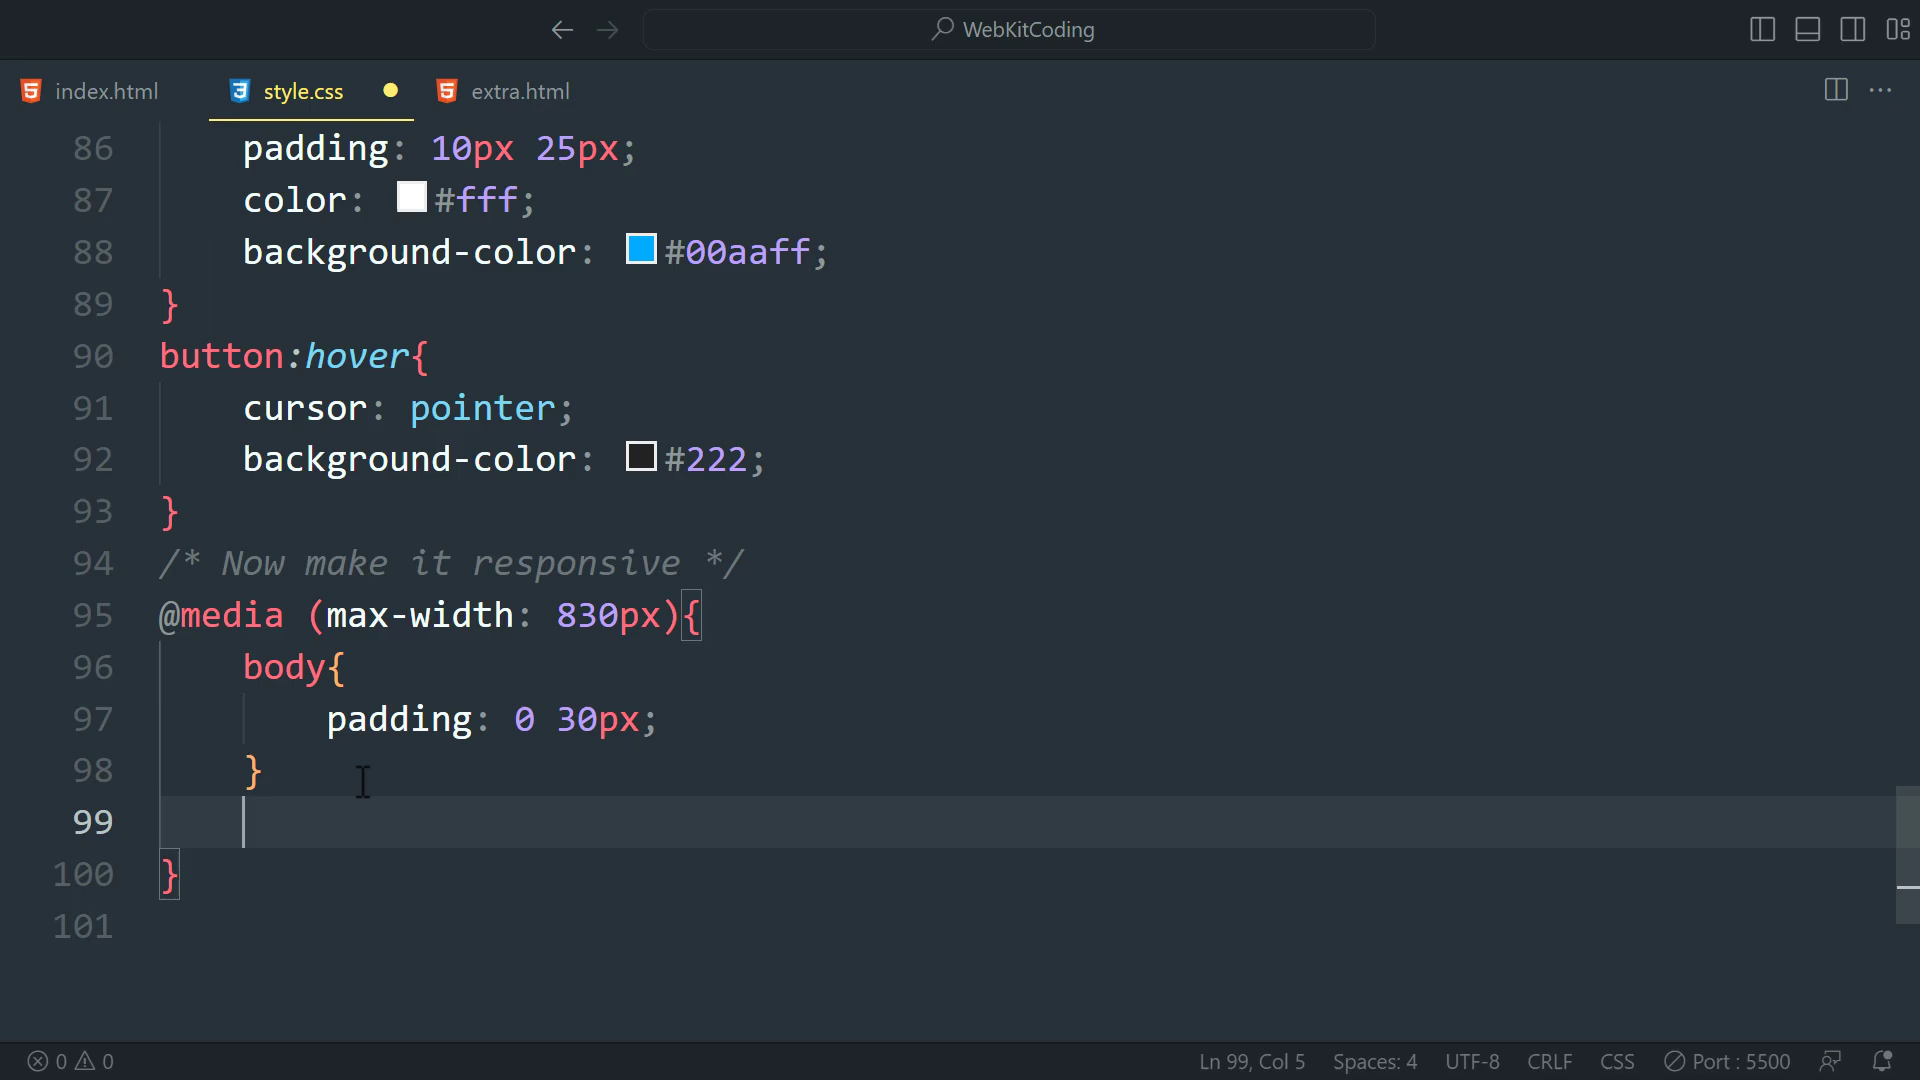 WebKitCoding
index.html style.css extra.html
86 padding: 10px 25px;
87 color: #fff;
88 background-color: #00aaff;
89 }
90 button:hover{
91 cursor: pointer;
92 background-color: #222;
93 }
94 /* Now make it responsive */
95 @media (max-width: 830px){
96 body{
97 padding: 0 30px;
98 }
99
100 }
101
0 0 Ln 99, Col 5 Spaces: 4 UTF-8 CRLF CSS Port : 5500